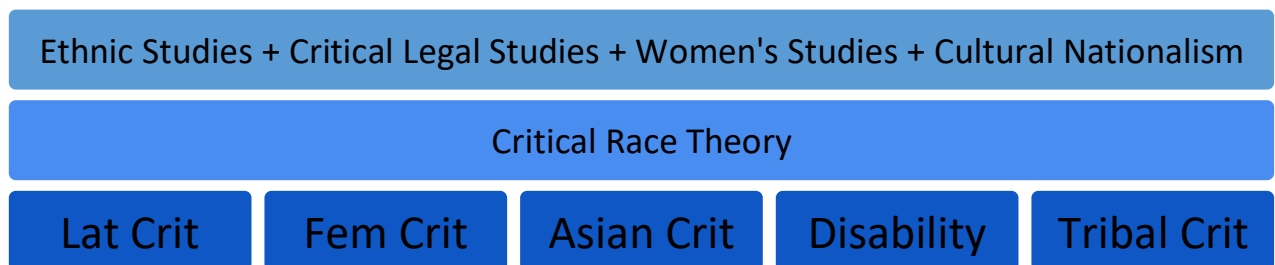 Ethnic Studies + Critical Legal Studies + Women's Studies + Cultural Nationalism
Critical Race Theory
Lat Crit
Fem Crit
Asian Crit
Disability
Tribal Crit